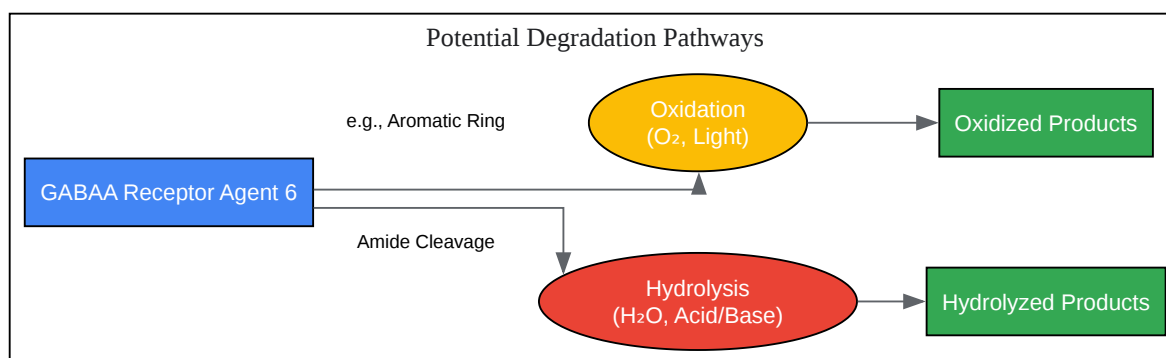 Potential Degradation Pathways
e.g., Aromatic Ring
Oxidation
(O₂, Light)
Oxidized Products
GABAA Receptor Agent 6
Amide Cleavage
Hydrolysis
(H₂O, Acid/Base)
Hydrolyzed Products